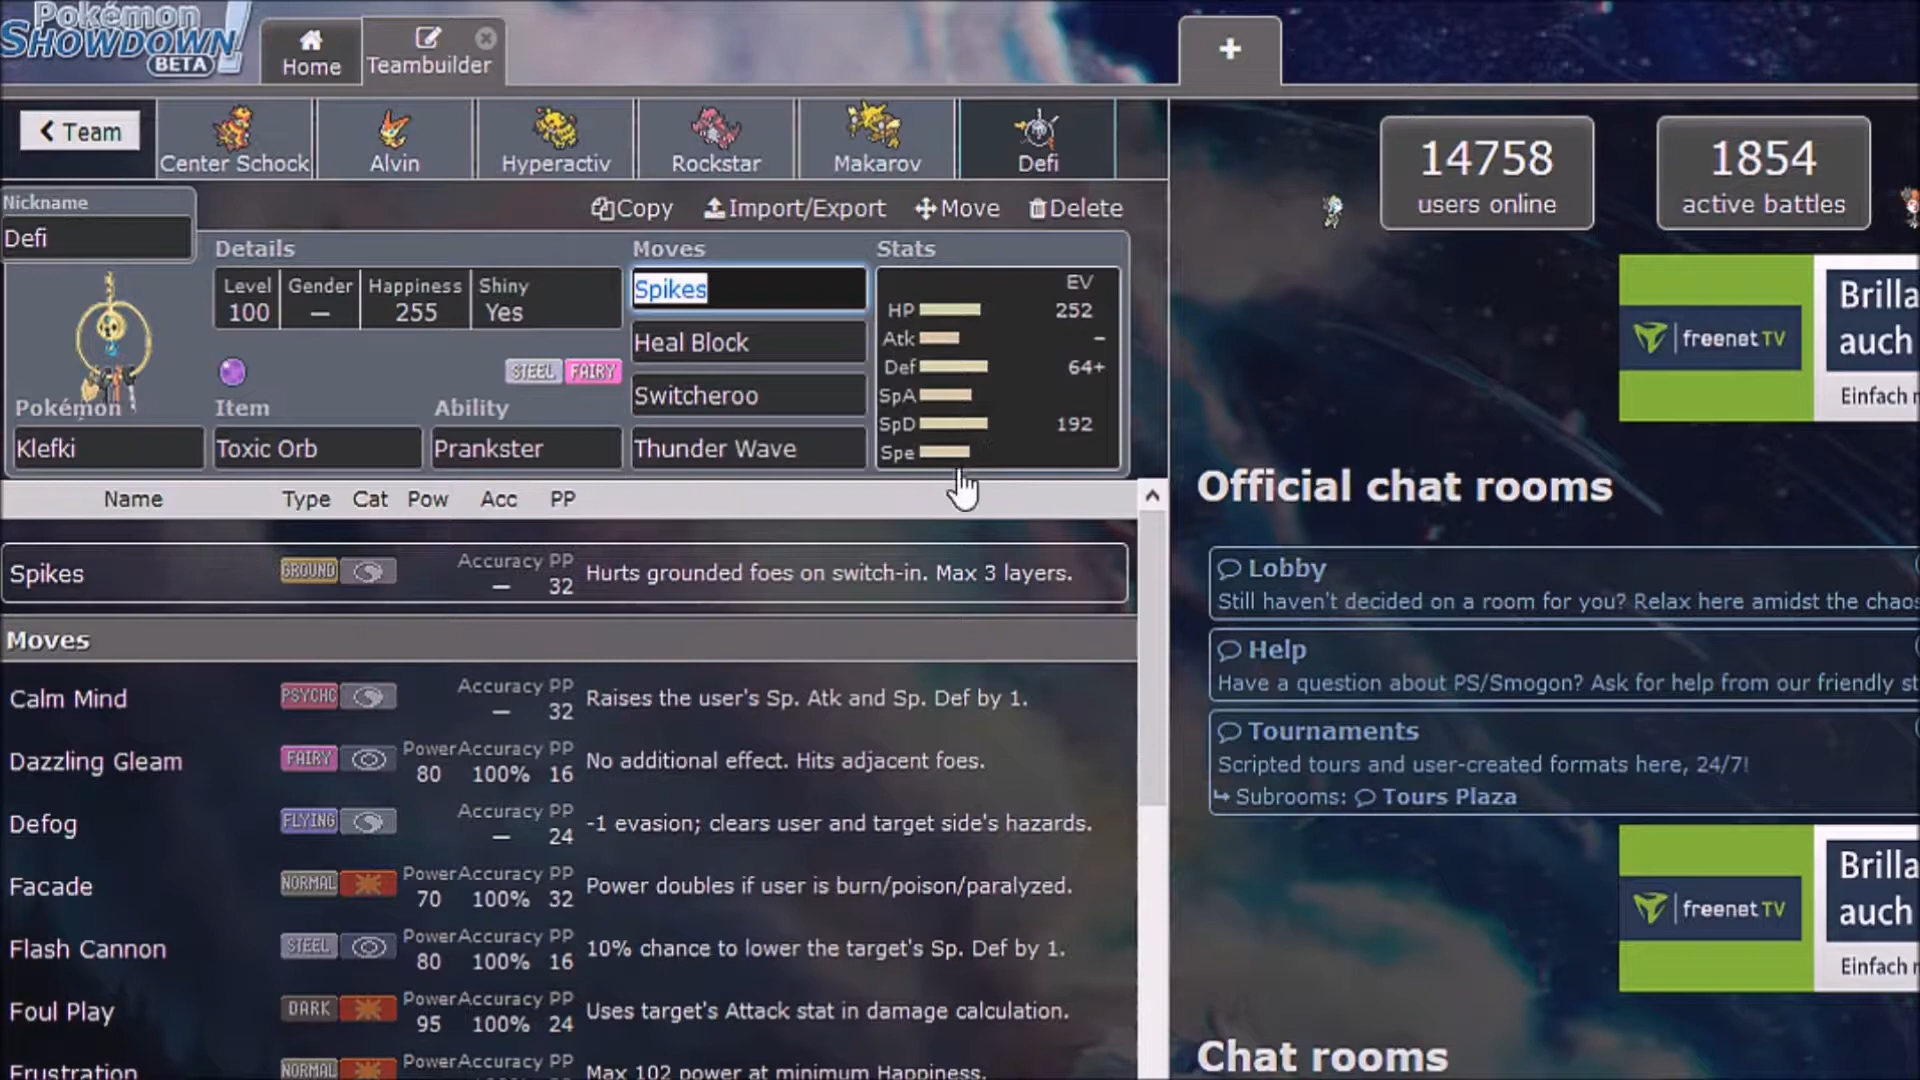 Pokémon
SHOWDOWN!
BETA
Home
Teambuilder
+
< Team
Center Schock
Alvin
Hyperactiv
Rockstar
Makarov
Defi
14758
users online
1854
active battles
Nickname
Defi
Copy
Import/Export
Move
Delete
Details
Moves
Stats
Level
100
Gender
—
Happiness
255
Shiny
Yes
Spikes
Heal Block
Switcheroo
Thunder Wave
EV
HP 252
Atk –
Def 64+
SpA
SpD 192
Spe
STEEL FAIRY
Pokémon
Klefki
Item
Toxic Orb
Ability
Prankster
freenet TV
Brilla
auch
Einfach
Name Type Cat Pow Acc PP
Spikes GROUND Accuracy — PP 32 Hurts grounded foes on switch-in. Max 3 layers.
Moves
Calm Mind PSYCHC Accuracy — PP 32 Raises the user's Sp. Atk and Sp. Def by 1.
Dazzling Gleam FAIRY Power 80 Accuracy 100% PP 16 No additional effect. Hits adjacent foes.
Defog FLYING Accuracy — PP 24 -1 evasion; clears user and target side's hazards.
Facade NORMAL Power 70 Accuracy 100% PP 32 Power doubles if user is burn/poison/paralyzed.
Flash Cannon STEEL Power 80 Accuracy 100% PP 16 10% chance to lower the target's Sp. Def by 1.
Foul Play DARK Power 95 Accuracy 100% PP 24 Uses target's Attack stat in damage calculation.
Frustration NORMAL Power Accuracy PP Max 102 power at minimum Happiness.
Official chat rooms
Lobby
Still haven't decided on a room for you? Relax here amidst the chaos
Help
Have a question about PS/Smogon? Ask for help from our friendly st
Tournaments
Scripted tours and user-created formats here, 24/7!
Subrooms: Tours Plaza
freenet TV
Brilla
auch
Einfach
Chat rooms